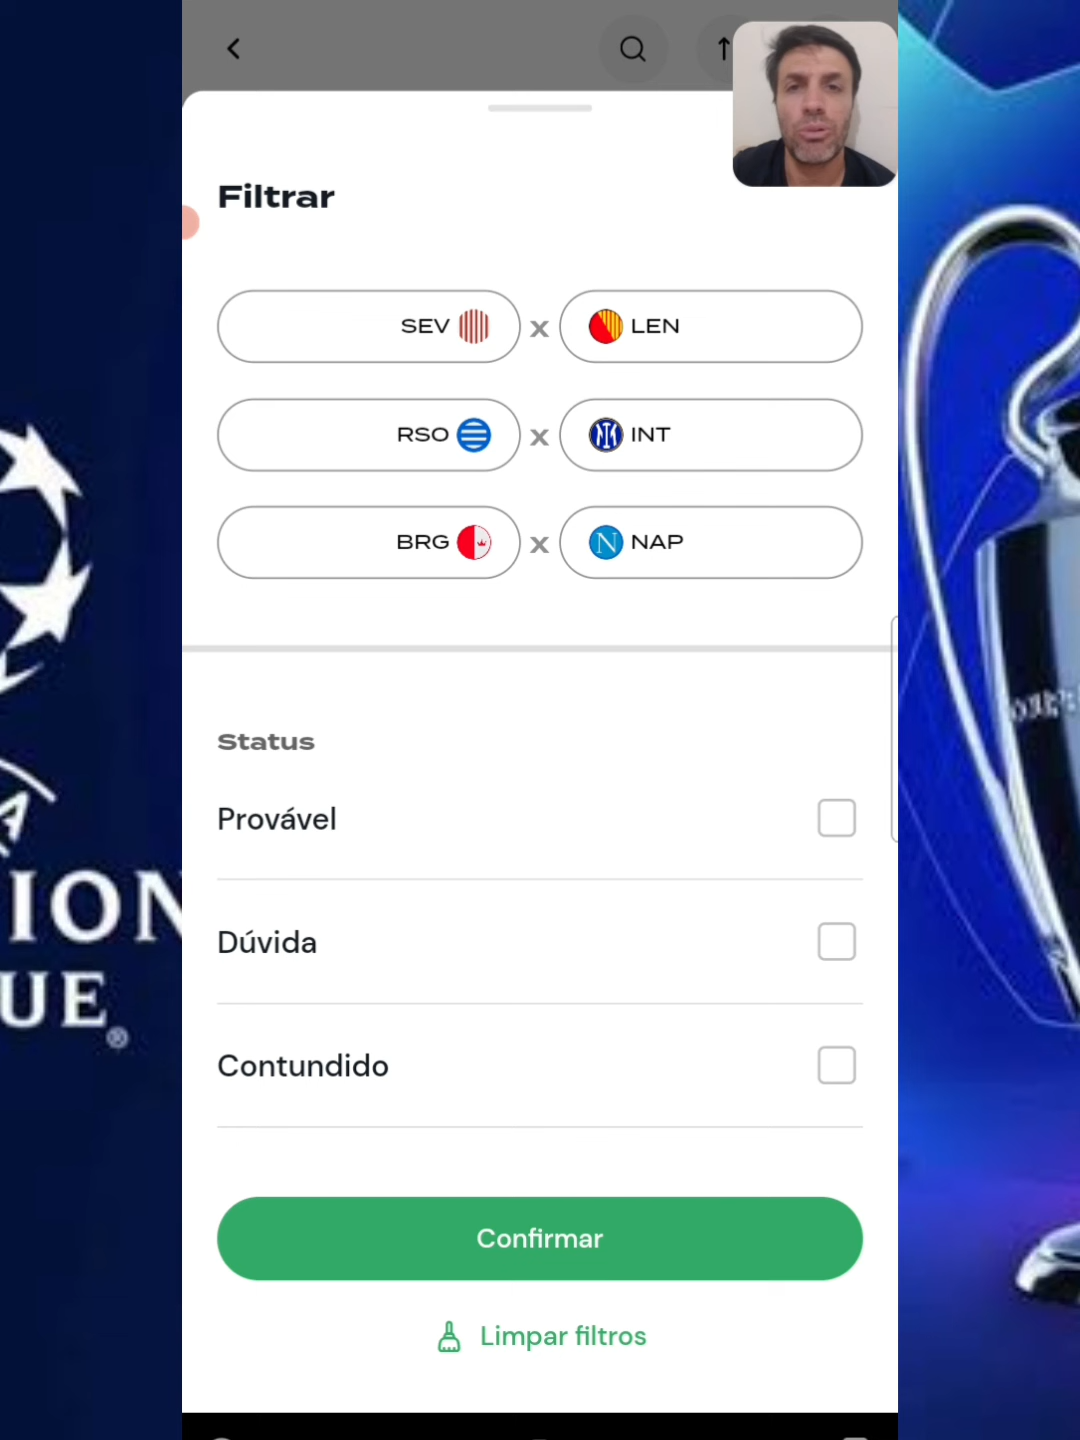 Filtrar
SEV x LEN
RSO x INT
BRG x NAP
Status
Provável
Dúvida
Contundido
Confirmar
Limpar filtros
ION
UE®